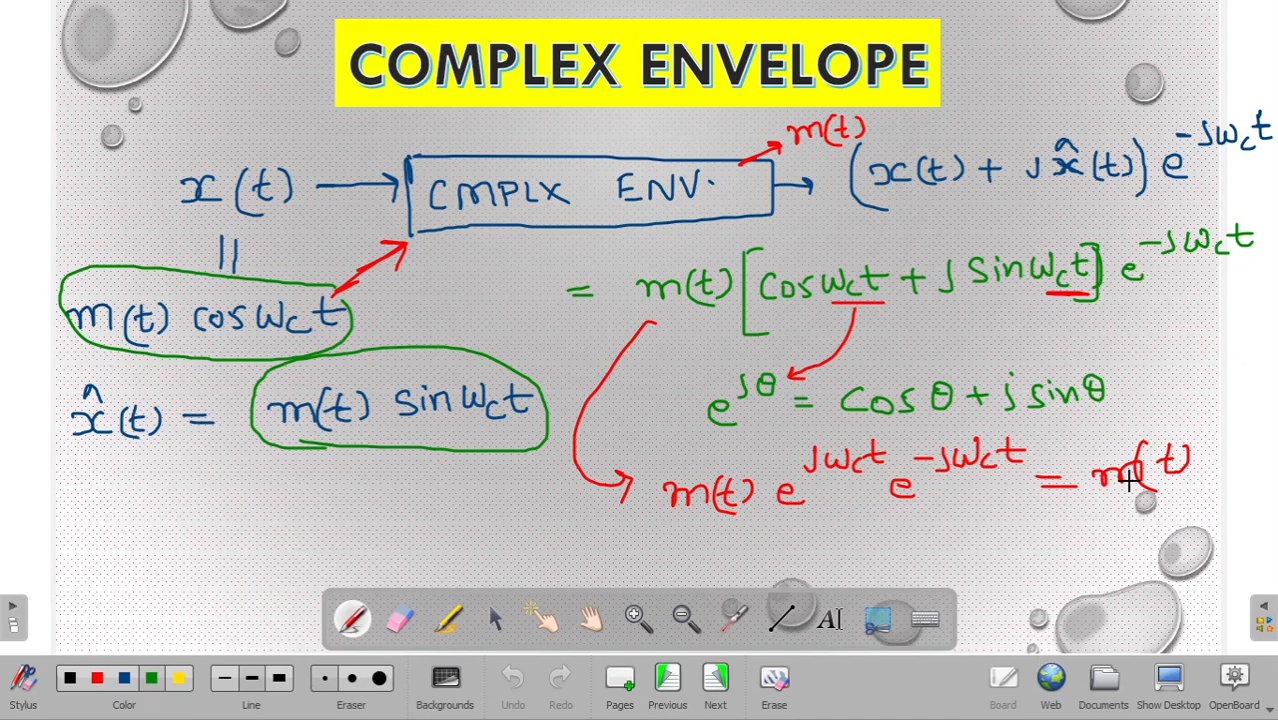 COMPLEX ENVELOPE
x(t) → CMPLX ENV. → (x(t) + j x̂(t)) e^{-jω_c t}
m(t)
||
m(t) cos ω_c t
= m(t) [cos ω_c t + j sin ω_c t] e^{-jω_c t}
x̂(t) = m(t) sin ω_c t
e^{jθ} = cos θ + j sin θ
m(t) e^{jω_c t} e^{-jω_c t} = m(t)
AI
Stylus
Color
Line
Eraser
Backgrounds
Undo
Redo
Pages
Previous
Next
Erase
Board
Web
Documents
Show Desktop
OpenBoard